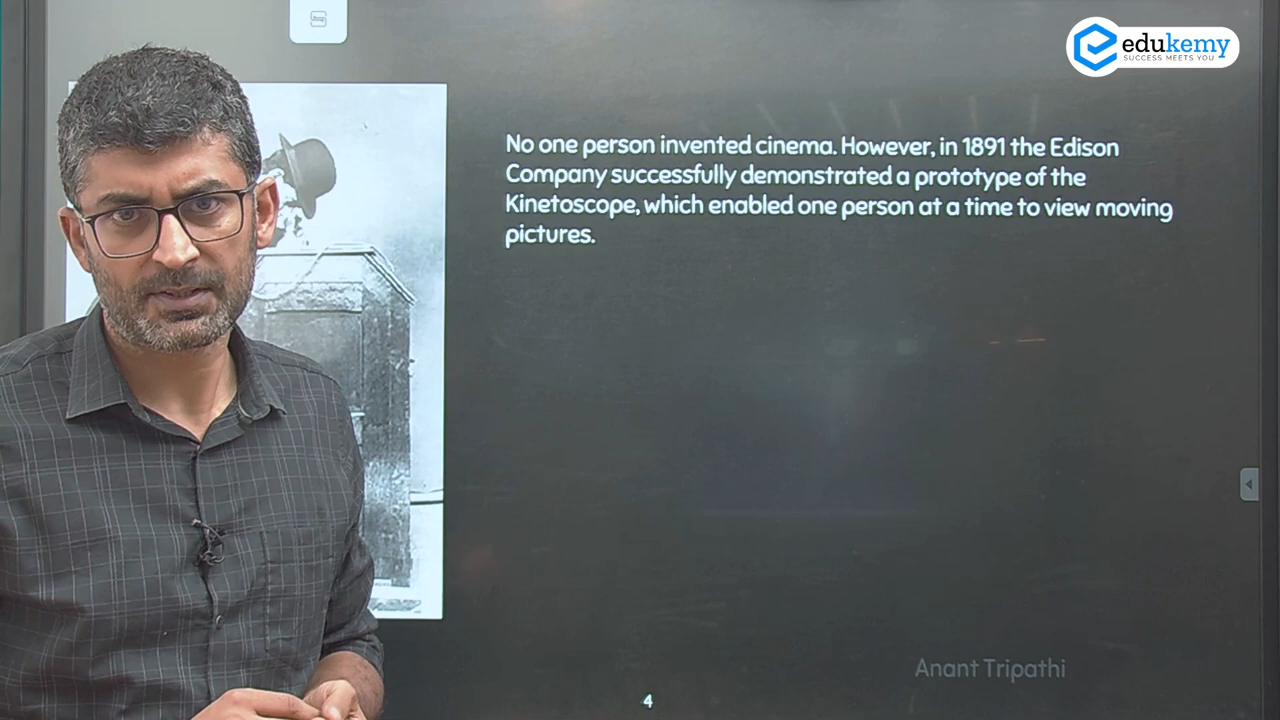 edukemy
SUCCESS MEETS YOU
No one person invented cinema. However, in 1891 the Edison
Company successfully demonstrated a prototype of the
Kinetoscope, which enabled one person at a time to view moving
pictures.
Anant Tripathi
4